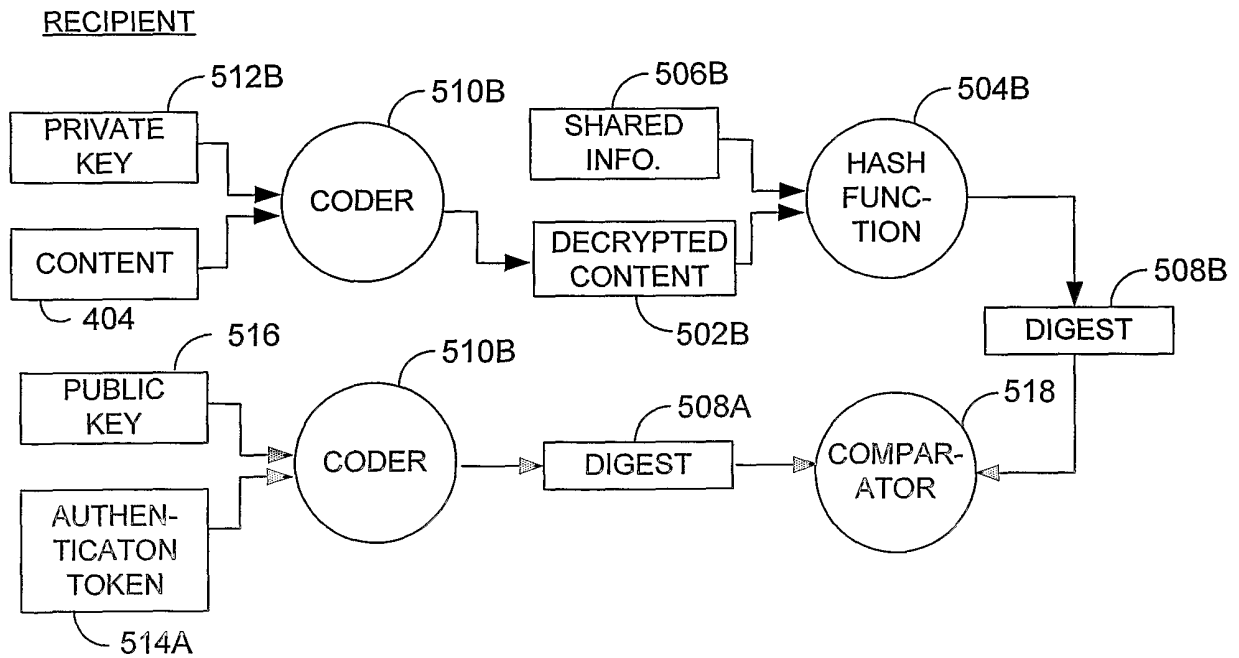 RECIPIENT
512B
PRIVATE
KEY
510B
CODER
CONTENT
404
506B
SHARED
INFO.
DECRYPTED
CONTENT
502B
504B
HASH
FUNC-
TION
508B
DIGEST
516
PUBLIC
KEY
510B
CODER
AUTHEN-
TICATON
TOKEN
514A
508A
DIGEST
518
COMPAR-
ATOR